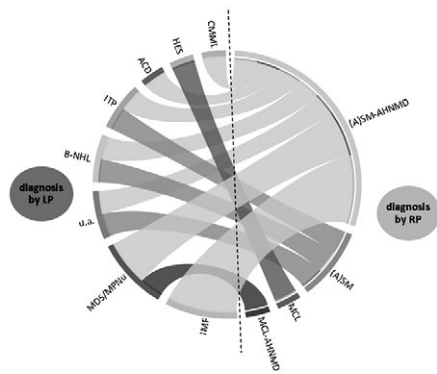 CMML
HES
ACD
ITP
B-NHL
u.a.
MDS/MPNu
IMF
MCL-AHNMD
MCL
(A)SM
(A)SM-AHNMD
diagnosis
by LP
diagnosis
by RP